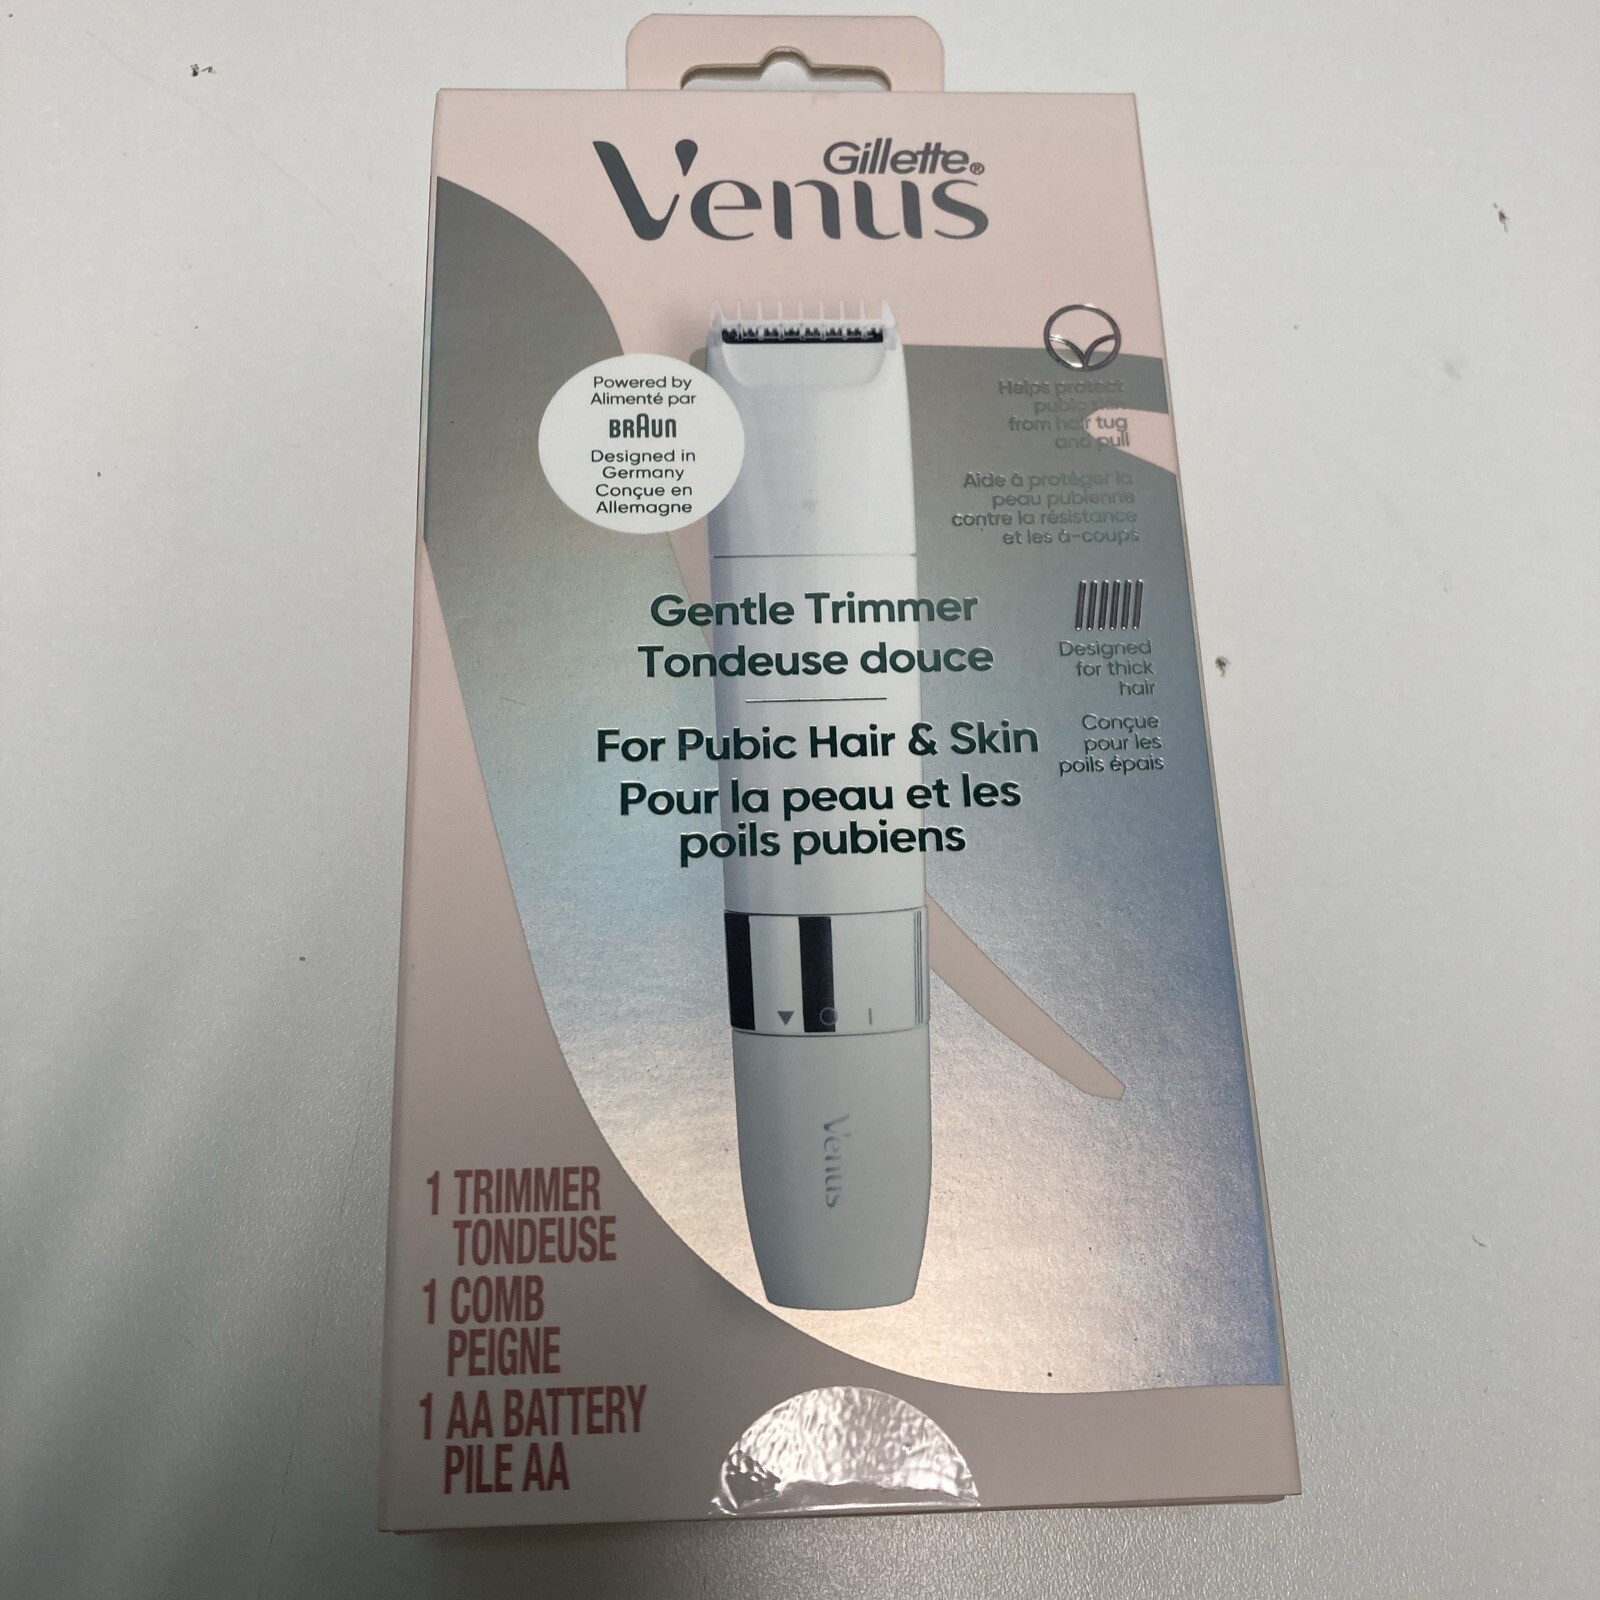 Gillette®
Venus
Powered by
Alimenté par
BRAUN
Designed in
Germany
Conçue en
Allemagne
Helps protect
pubic skin
from hair tug
and pull
Aide à protéger la
peau pubienne
contre la résistance
et les à-coups
Gentle Trimmer
Tondeuse douce
Designed
for thick
hair
Conçue
pour les
poils épais
For Pubic Hair & Skin
Pour la peau et les
poils pubiens
Venus
1 TRIMMER
TONDEUSE
1 COMB
PEIGNE
1 AA BATTERY
PILE AA